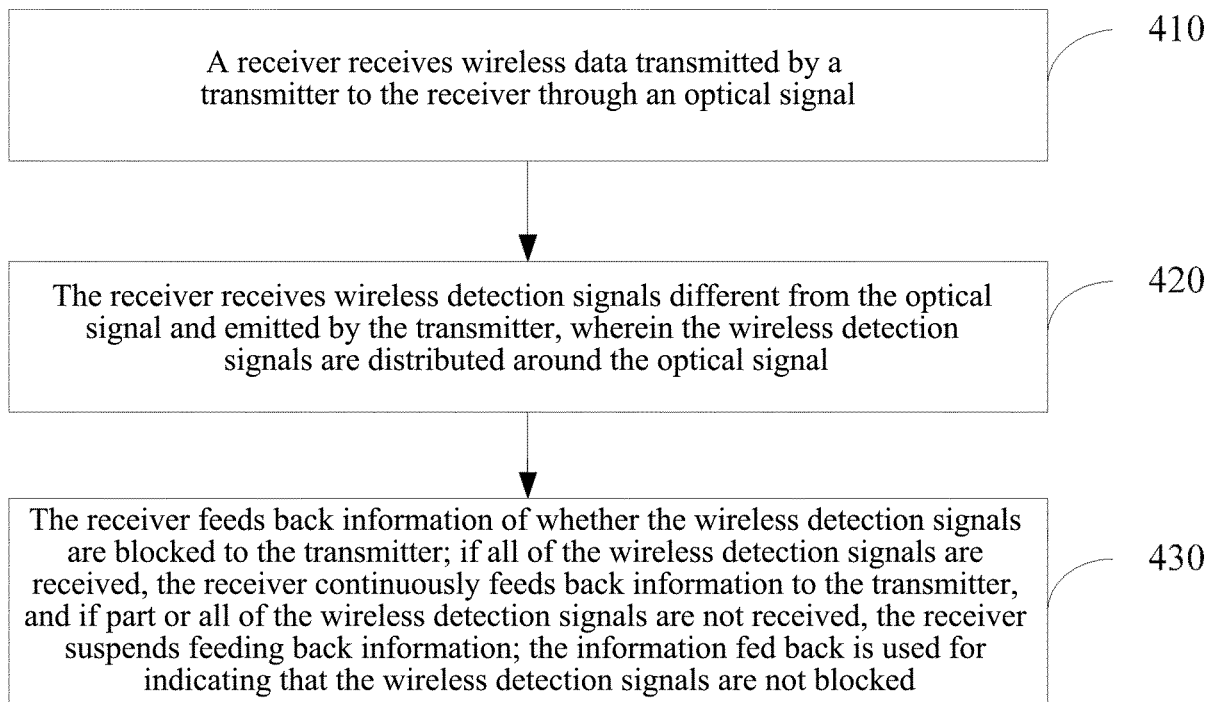 410
A receiver receives wireless data transmitted by a
transmitter to the receiver through an optical signal
420
The receiver receives wireless detection signals different from the optical
signal and emitted by the transmitter, wherein the wireless detection
signals are distributed around the optical signal
430
The receiver feeds back information of whether the wireless detection signals
are blocked to the transmitter; if all of the wireless detection signals are
received, the receiver continuously feeds back information to the transmitter,
and if part or all of the wireless detection signals are not received, the receiver
suspends feeding back information; the information fed back is used for
indicating that the wireless detection signals are not blocked